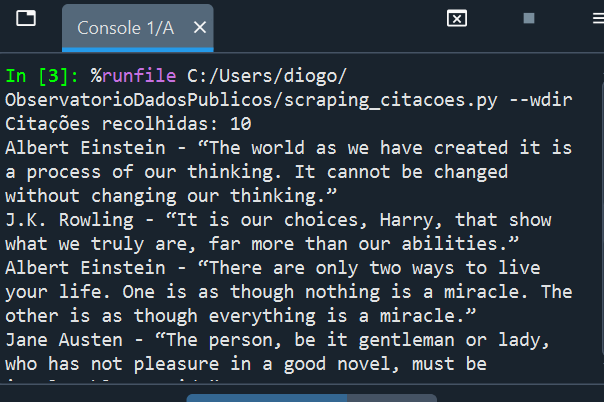 Console 1/A
In [3]: %runfile C:/Users/diogo/
ObservatorioDadosPublicos/scraping_citacoes.py --wdir
Citações recolhidas: 10
Albert Einstein - “The world as we have created it is
a process of our thinking. It cannot be changed
without changing our thinking.”
J.K. Rowling - “It is our choices, Harry, that show
what we truly are, far more than our abilities.”
Albert Einstein - “There are only two ways to live
your life. One is as though nothing is a miracle. The
other is as though everything is a miracle.”
Jane Austen - “The person, be it gentleman or lady,
who has not pleasure in a good novel, must be